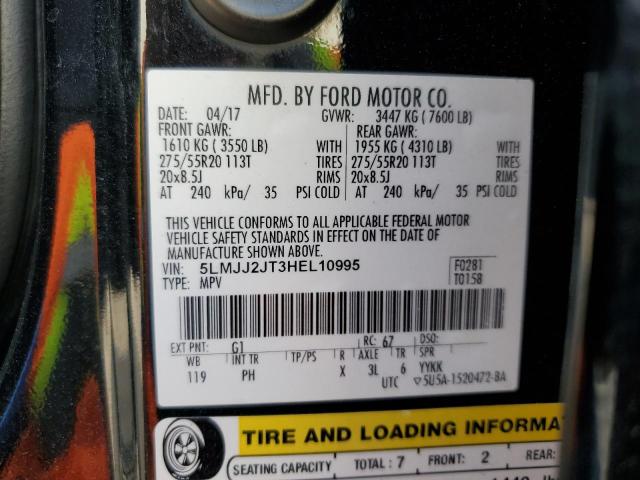 MFD. BY FORD MOTOR CO.
DATE: 04/17 GVWR: 3447 KG ( 7600 LB)
FRONT GAWR: REAR GAWR:
1610 KG ( 3550 LB) WITH 1955 KG ( 4310 LB) WITH
275/55R20 113T TIRES 275/55R20 113T TIRES
20x8.5J RIMS 20x8.5J RIMS
AT 240 kPa/ 35 PSI COLD AT 240 kPa/ 35 PSI COLD
THIS VEHICLE CONFORMS TO ALL APPLICABLE FEDERAL MOTOR
VEHICLE SAFETY STANDARDS IN EFFECT ON THE DATE OF
MANUFACTURE SHOWN ABOVE.
VIN: 5LMJJ2JT3HEL10995 F0281
TYPE: MPV T0158
EXT PNT: G1 RC: 67 DSO:
WB INT TR TP/PS R AXLE TR SPR
119 PH X 3L 6 YYKK
UTC ▽5U5A-1520472-BA
TIRE AND LOADING INFORMA
SEATING CAPACITY TOTAL: 7 FRONT: 2 REAR: